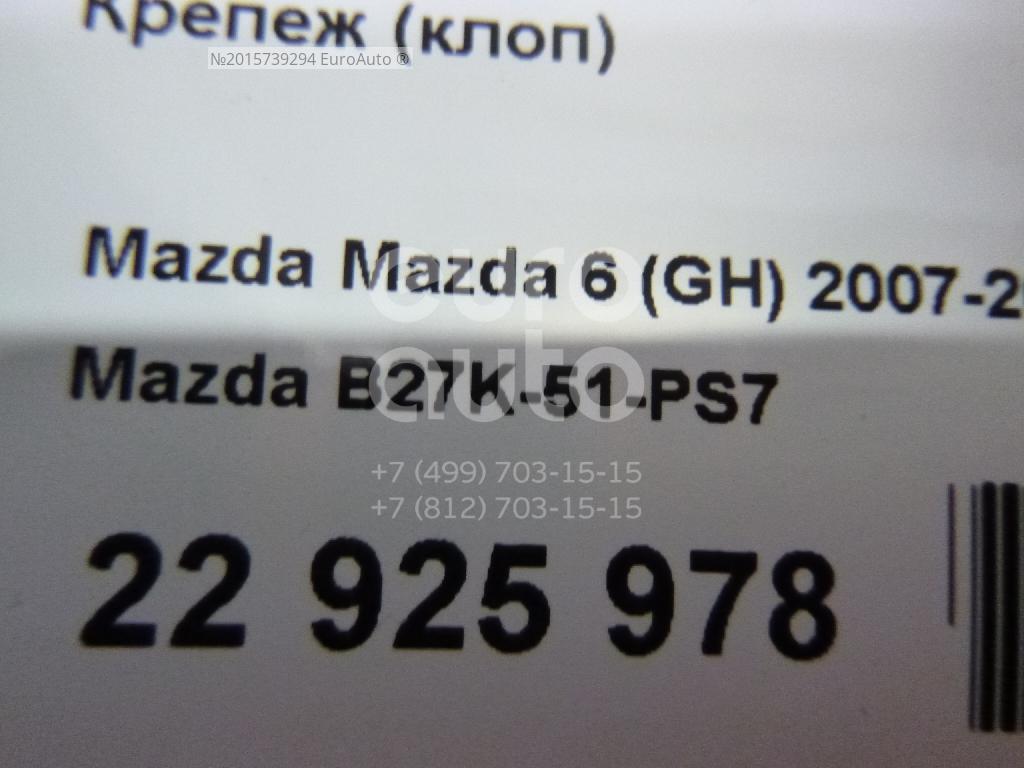 Крепеж (клоп)
№2015739294 EuroAuto ®
Mazda Mazda 6 (GH) 2007-2
euro
auto
Mazda B27K-51-PS7
+7 (499) 703-15-15
+7 (812) 703-15-15
22 925 978